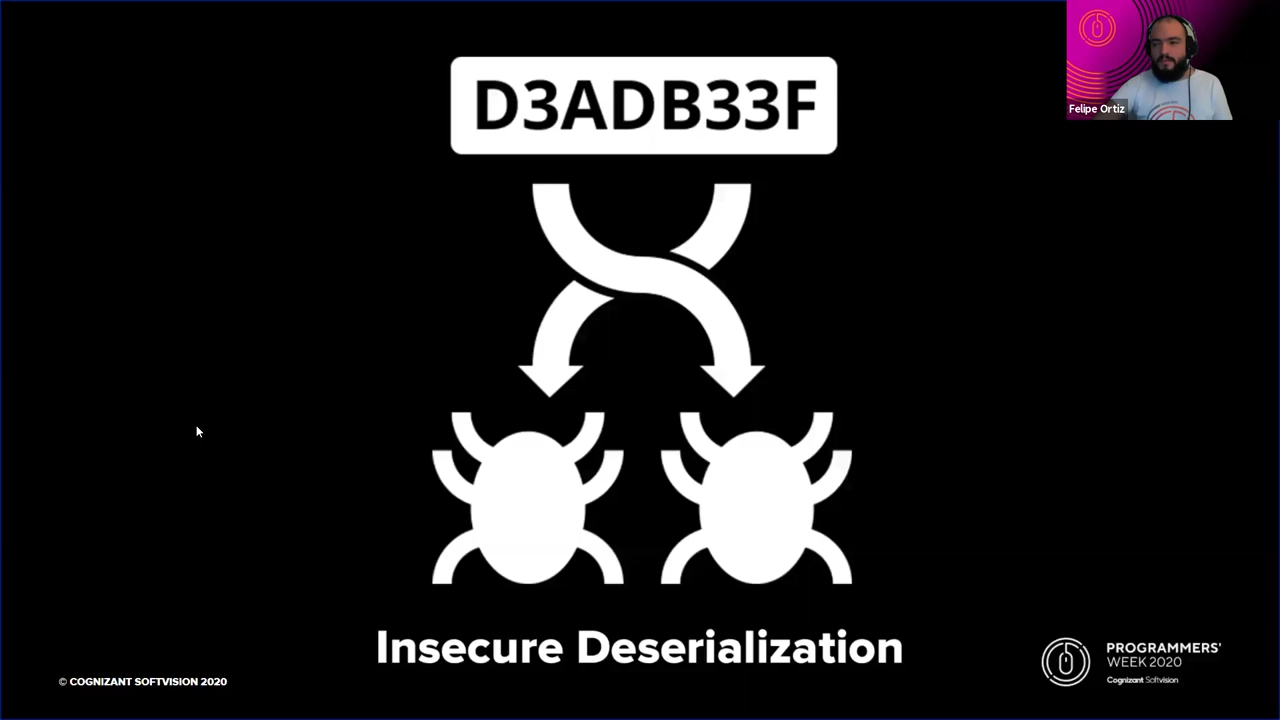 D3ADB33F
Felipe Ortiz
Insecure Deserialization
© COGNIZANT SOFTVISION 2020
PROGRAMMERS'
WEEK 2020
Cognizant Softvision